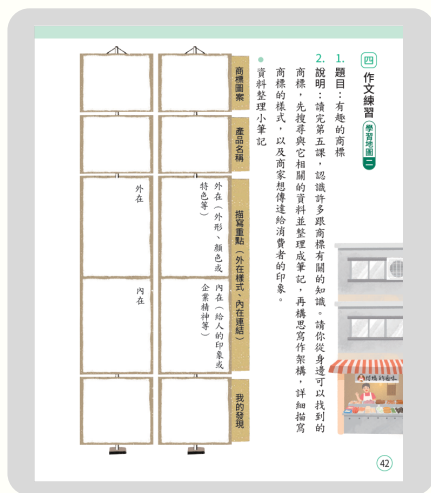 四 作文練習 學習地圖二
1. 題目：有趣的商標
2. 說明：讀完第五課，認識許多跟商標有關的知識。請你從身邊可以找到的
商標，先搜尋與它相關的資料並整理成筆記，再構思寫作架構，詳細描寫
商標的樣式，以及商家想傳達給消費者的印象。
● 資料整理小筆記
商標圖案
產品名稱
描寫重點（外在樣式、內在連結）
我的發現
外在（外形、顏色或
特色等）
內在（給人的印象或
企業精神等）
外在
內在
42